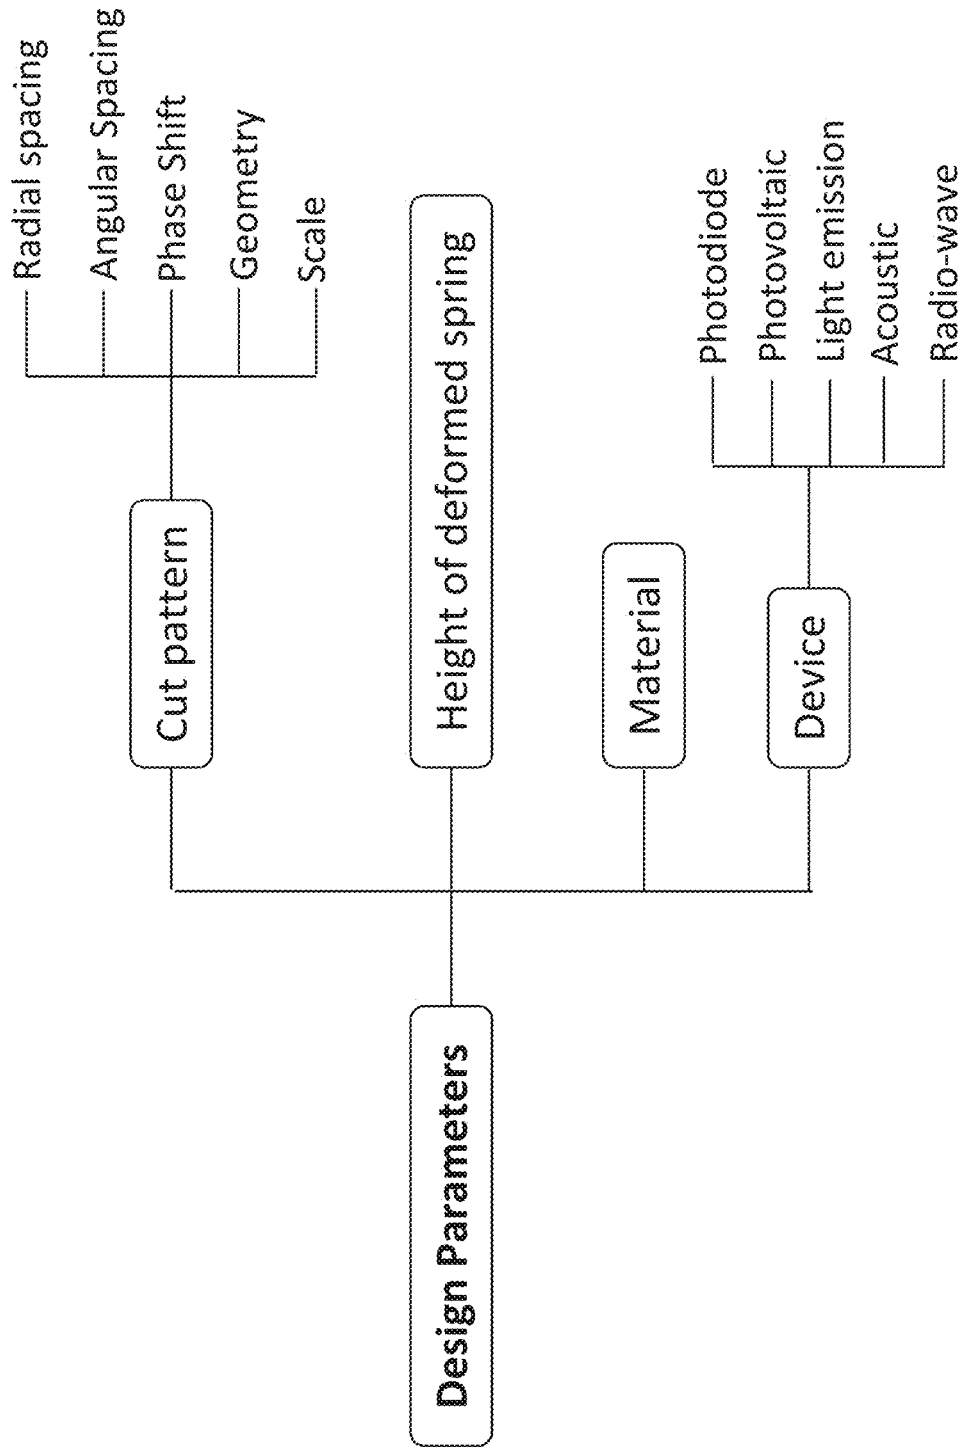 Design Parameters
Cut pattern
Radial spacing
Angular Spacing
Phase Shift
Geometry
Scale
Height of deformed spring
Material
Device
Photodiode
Photovoltaic
Light emission
Acoustic
Radio-wave